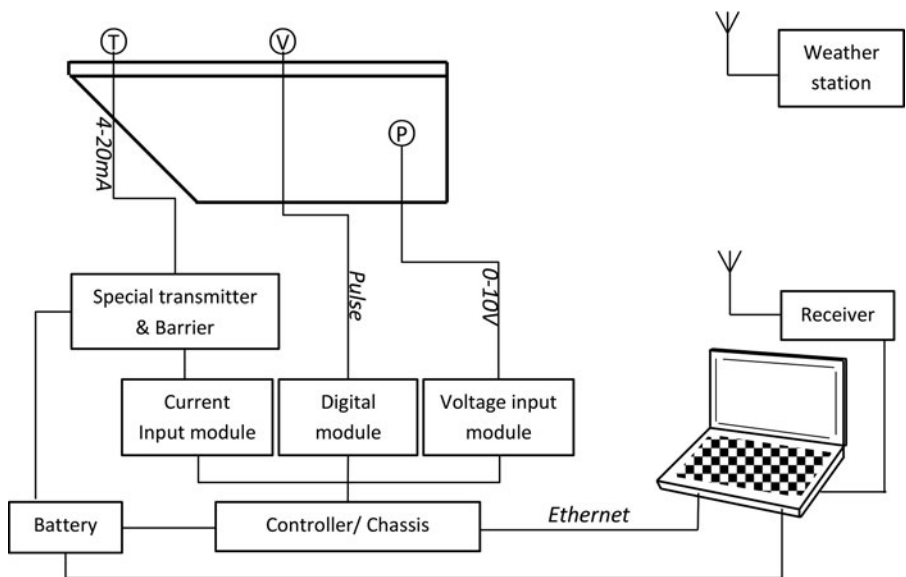 T
V
Weather
station
P
4-20mA
Pulse
0-10V
Special transmitter
& Barrier
Receiver
Current
Input module
Digital
module
Voltage input
module
Battery
Controller/ Chassis
Ethernet